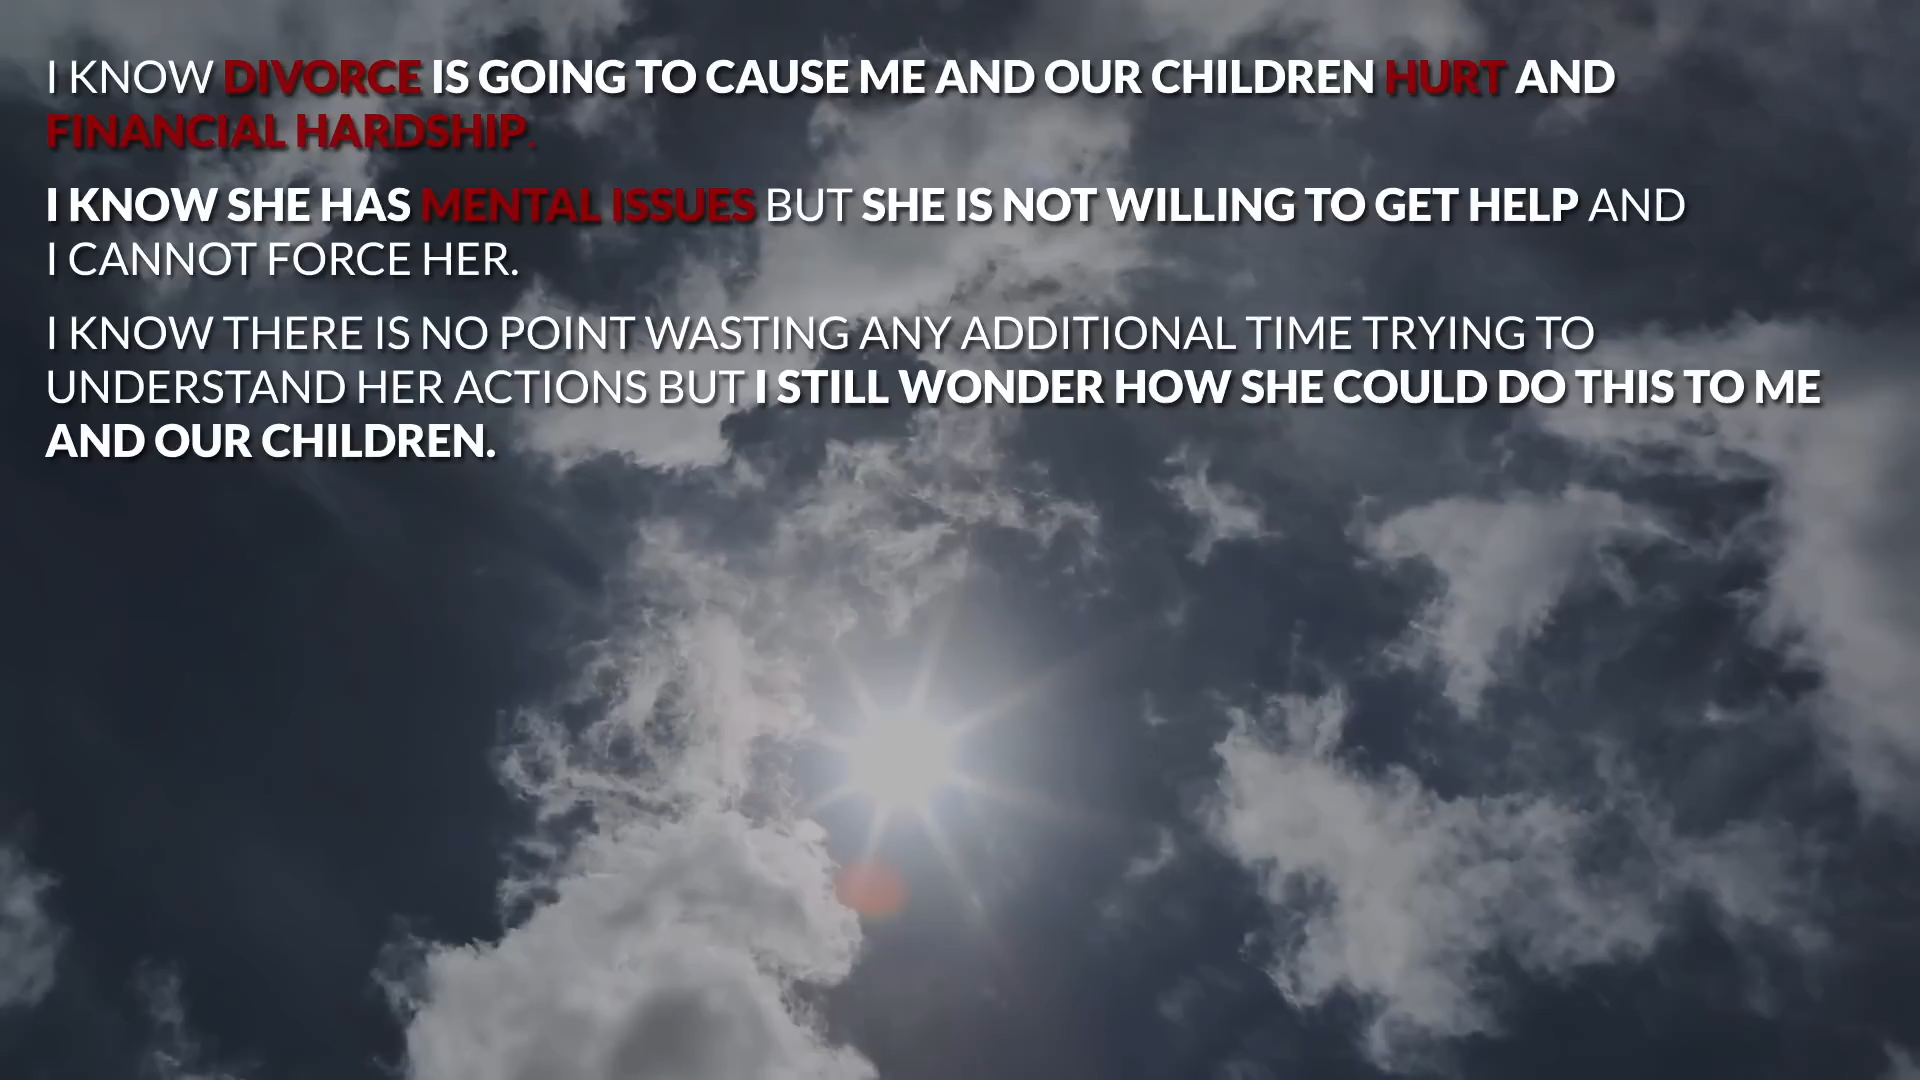 I KNOW DIVORCE IS GOING TO CAUSE ME AND OUR CHILDREN HURT AND
FINANCIAL HARDSHIP.
I KNOW SHE HAS MENTAL ISSUES BUT SHE IS NOT WILLING TO GET HELP AND
I CANNOT FORCE HER.
I KNOW THERE IS NO POINT WASTING ANY ADDITIONAL TIME TRYING TO
UNDERSTAND HER ACTIONS BUT I STILL WONDER HOW SHE COULD DO THIS TO ME
AND OUR CHILDREN.